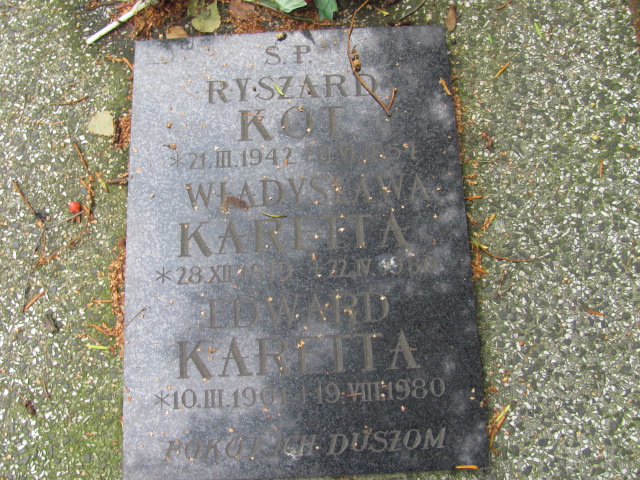 Ś.P.
RYSZARD
KOT
*21.III.1942
WŁADYSŁAWA
KARETTA
*28.XII.
EDWARD
KARETTA
*10.III. †19.VIII.1980
POKÓJ ICH DUSZOM